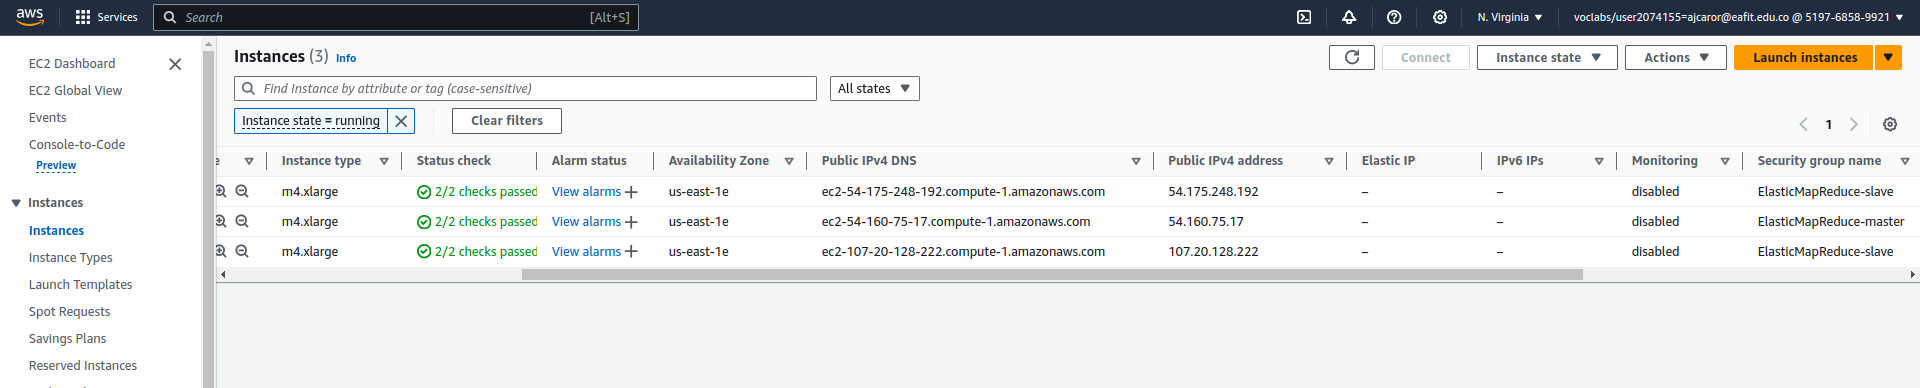 aws Services Search [Alt+S] N. Virginia voclabs/user2074155=ajcaror@eafit.edu.co @ 5197-6858-9921
EC2 Dashboard
EC2 Global View
Events
Console-to-Code
Preview
Instances
Instances
Instance Types
Launch Templates
Spot Requests
Savings Plans
Reserved Instances
Instances (3) Info Connect Instance state Actions Launch instances
Find Instance by attribute or tag (case-sensitive) All states
Instance state = running Clear filters 1
e Instance type Status check Alarm status Availability Zone Public IPv4 DNS Public IPv4 address Elastic IP IPv6 IPs Monitoring Security group name
m4.xlarge 2/2 checks passed View alarms + us-east-1e ec2-54-175-248-192.compute-1.amazonaws.com 54.175.248.192 – – disabled ElasticMapReduce-slave
m4.xlarge 2/2 checks passed View alarms + us-east-1e ec2-54-160-75-17.compute-1.amazonaws.com 54.160.75.17 – – disabled ElasticMapReduce-master
m4.xlarge 2/2 checks passed View alarms + us-east-1e ec2-107-20-128-222.compute-1.amazonaws.com 107.20.128.222 – – disabled ElasticMapReduce-slave